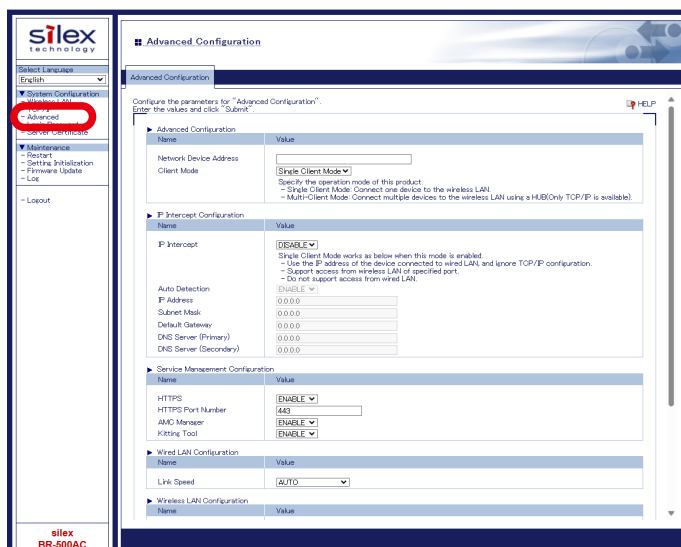 silex
technology
Select Language
English
▼ System Configuration
- Wireless LAN
- TCP/IP
- Advanced
- Login Password
- Server Certificate
▼ Maintenance
- Restart
- Setting Initialization
- Firmware Update
- Log
- Logout
silex
BR-500AC
Advanced Configuration
Advanced Configuration
Configure the parameters for "Advanced Configuration".
Enter the values and click "Submit".
HELP
▶ Advanced Configuration
Name Value
Network Device Address
Client Mode Single Client Mode
Specify the operation mode of this product.
- Single Client Mode: Connect one device to the wireless LAN.
- Multi-Client Mode: Connect multiple devices to the wireless LAN using a HUB(Only TCP/IP is available).
▶ IP Intercept Configuration
Name Value
IP Intercept DISABLE
Single Client Mode works as below when this mode is enabled.
- Use the IP address of the device connected to wired LAN, and ignore TCP/IP configuration.
- Support access from wireless LAN of specified port.
- Do not support access from wired LAN.
Auto Detection ENABLE
IP Address 0.0.0.0
Subnet Mask 0.0.0.0
Default Gateway 0.0.0.0
DNS Server (Primary) 0.0.0.0
DNS Server (Secondary) 0.0.0.0
▶ Service Management Configuration
Name Value
HTTPS ENABLE
HTTPS Port Number 443
AMC Manager ENABLE
Kitting Tool ENABLE
▶ Wired LAN Configuration
Name Value
Link Speed AUTO
▶ Wireless LAN Configuration
Name Value